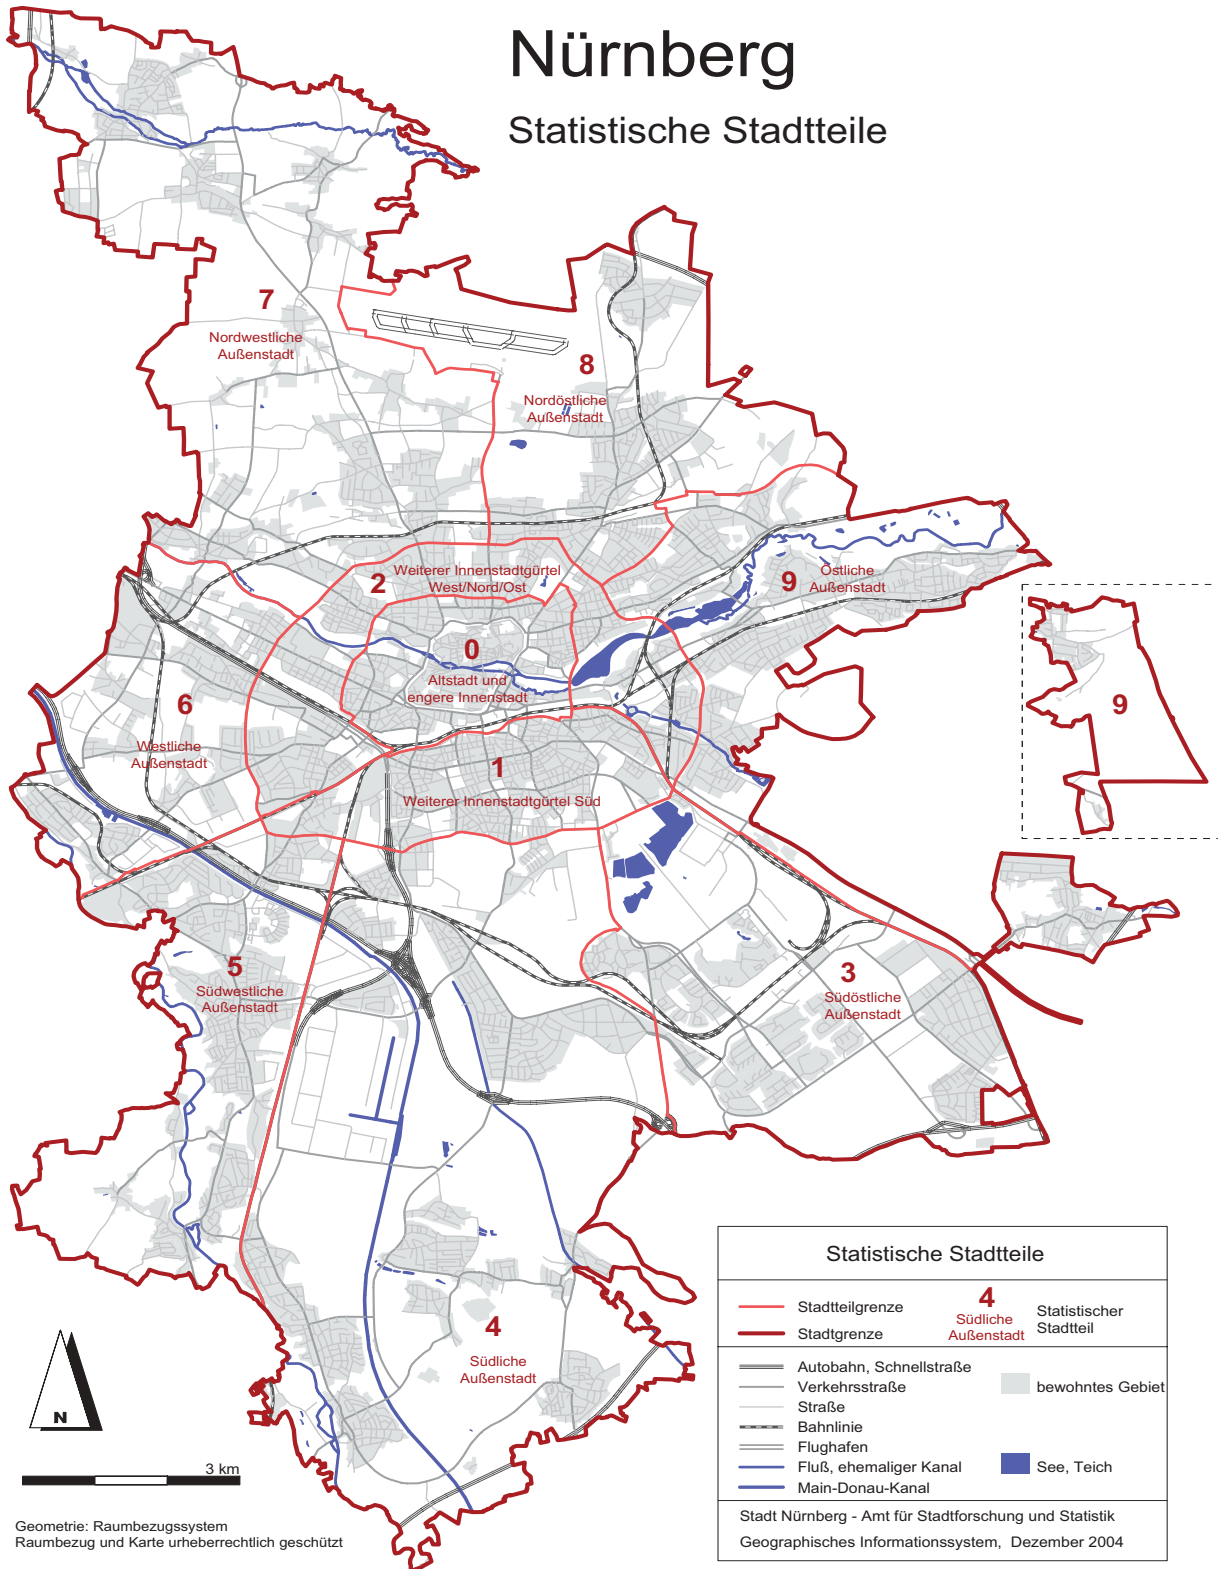 Nürnberg
Statistische Stadtteile
7
Nordwestliche
Außenstadt
8
Nordöstliche
Außenstadt
2
Weiterer Innenstadtgürtel
West/Nord/Ost
9
Östliche
Außenstadt
0
Altstadt und
engere Innenstadt
9
6
Westliche
Außenstadt
1
Weiterer Innenstadtgürtel Süd
5
Südwestliche
Außenstadt
3
Südöstliche
Außenstadt
4
Südliche
Außenstadt
N
3 km
Geometrie: Raumbezugssystem
Raumbezug und Karte urheberrechtlich geschützt
Statistische Stadtteile
Stadtteilgrenze
Stadtgrenze
4
Südliche
Außenstadt
Statistischer
Stadtteil
Autobahn, Schnellstraße
Verkehrsstraße
Straße
Bahnlinie
Flughafen
Fluß, ehemaliger Kanal
Main-Donau-Kanal
bewohntes Gebiet
See, Teich
Stadt Nürnberg - Amt für Stadtforschung und Statistik
Geographisches Informationssystem, Dezember 2004